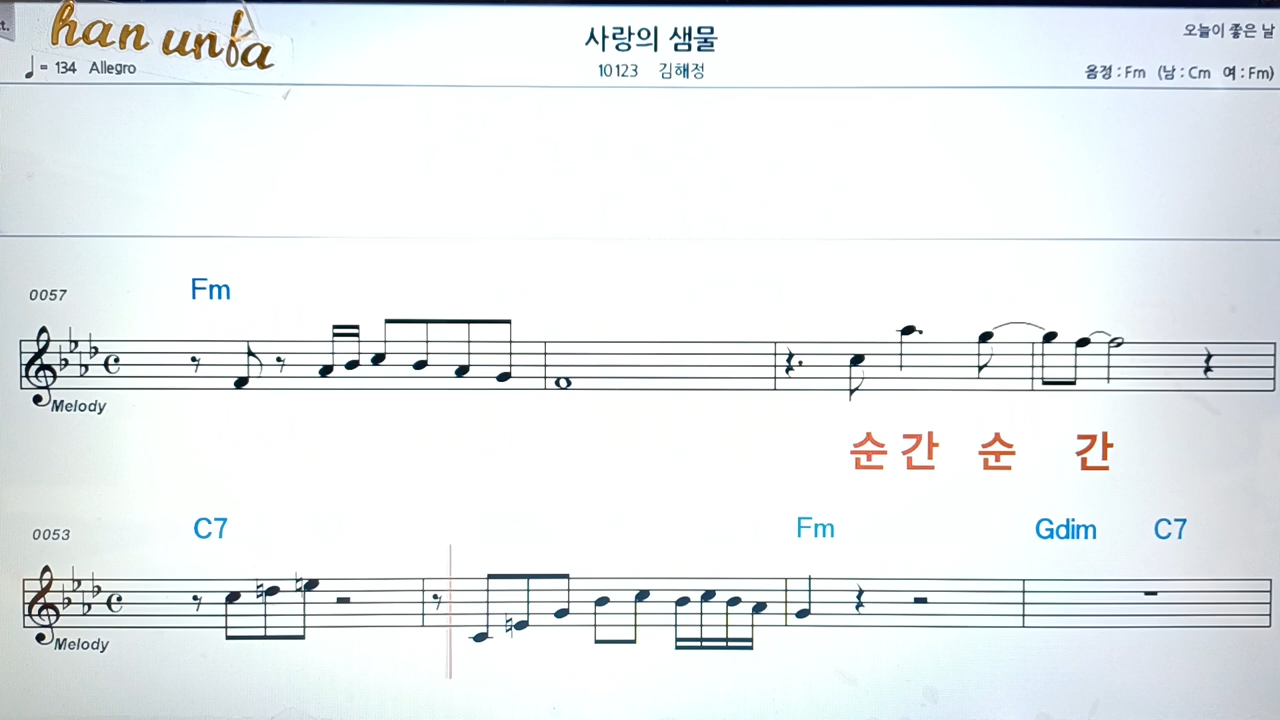 t.
han unfa
사랑의 샘물
오늘이 좋은 날
♩= 134 Allegro
10123 김해정
음정 : Fm (남 : Cm 여 : Fm)
0057
Fm
Melody
순간 순 간
0053
C7 Fm Gdim C7
Melody